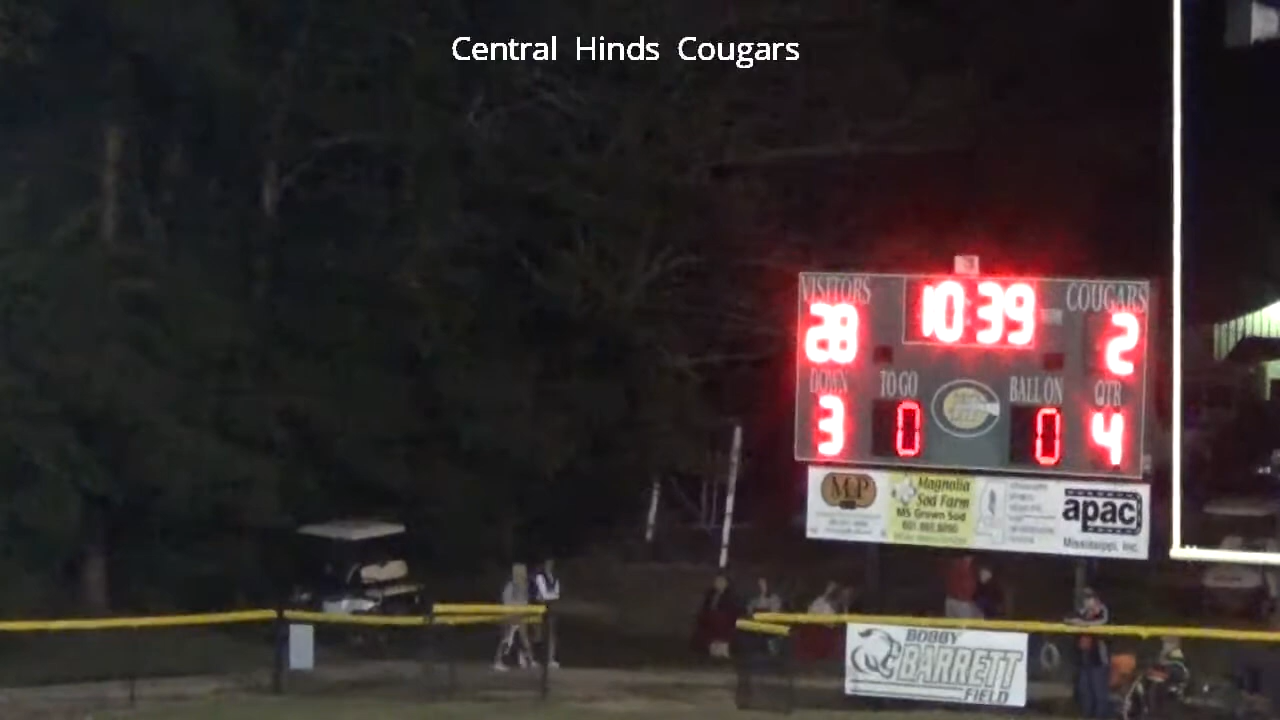 Central Hinds Cougars
VISITORS 10:39 COUGARS
28 2
DOWN TO GO BALL ON QTR
3 0 0 4
MP
Magnolia
Sod Farm
MS Grown Sod
apac
Mississippi, Inc.
BOBBY
BARRETT
FIELD